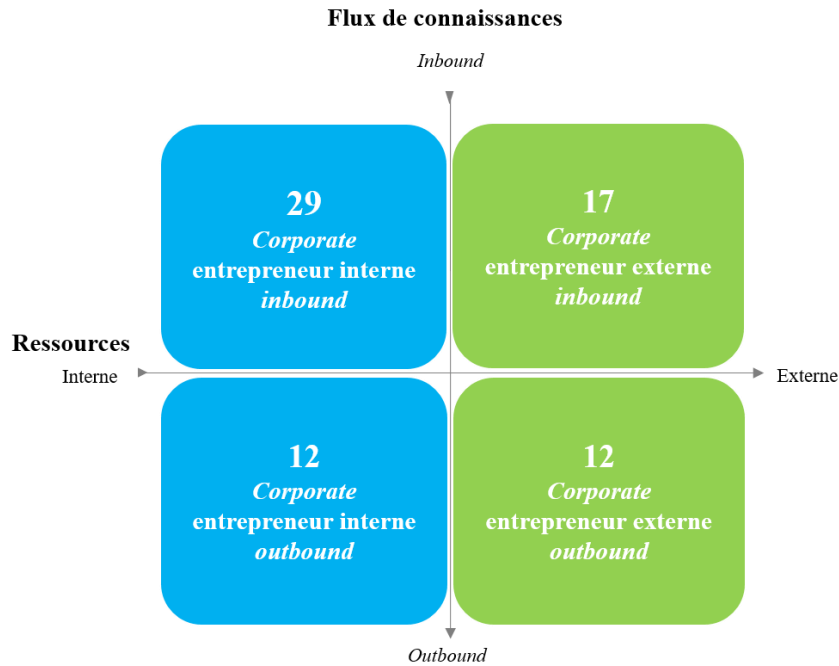 Flux de connaissances
Inbound
29
Corporate
entrepreneur interne
inbound
17
Corporate
entrepreneur externe
inbound
Ressources
Interne
Externe
12
Corporate
entrepreneur interne
outbound
12
Corporate
entrepreneur externe
outbound
Outbound